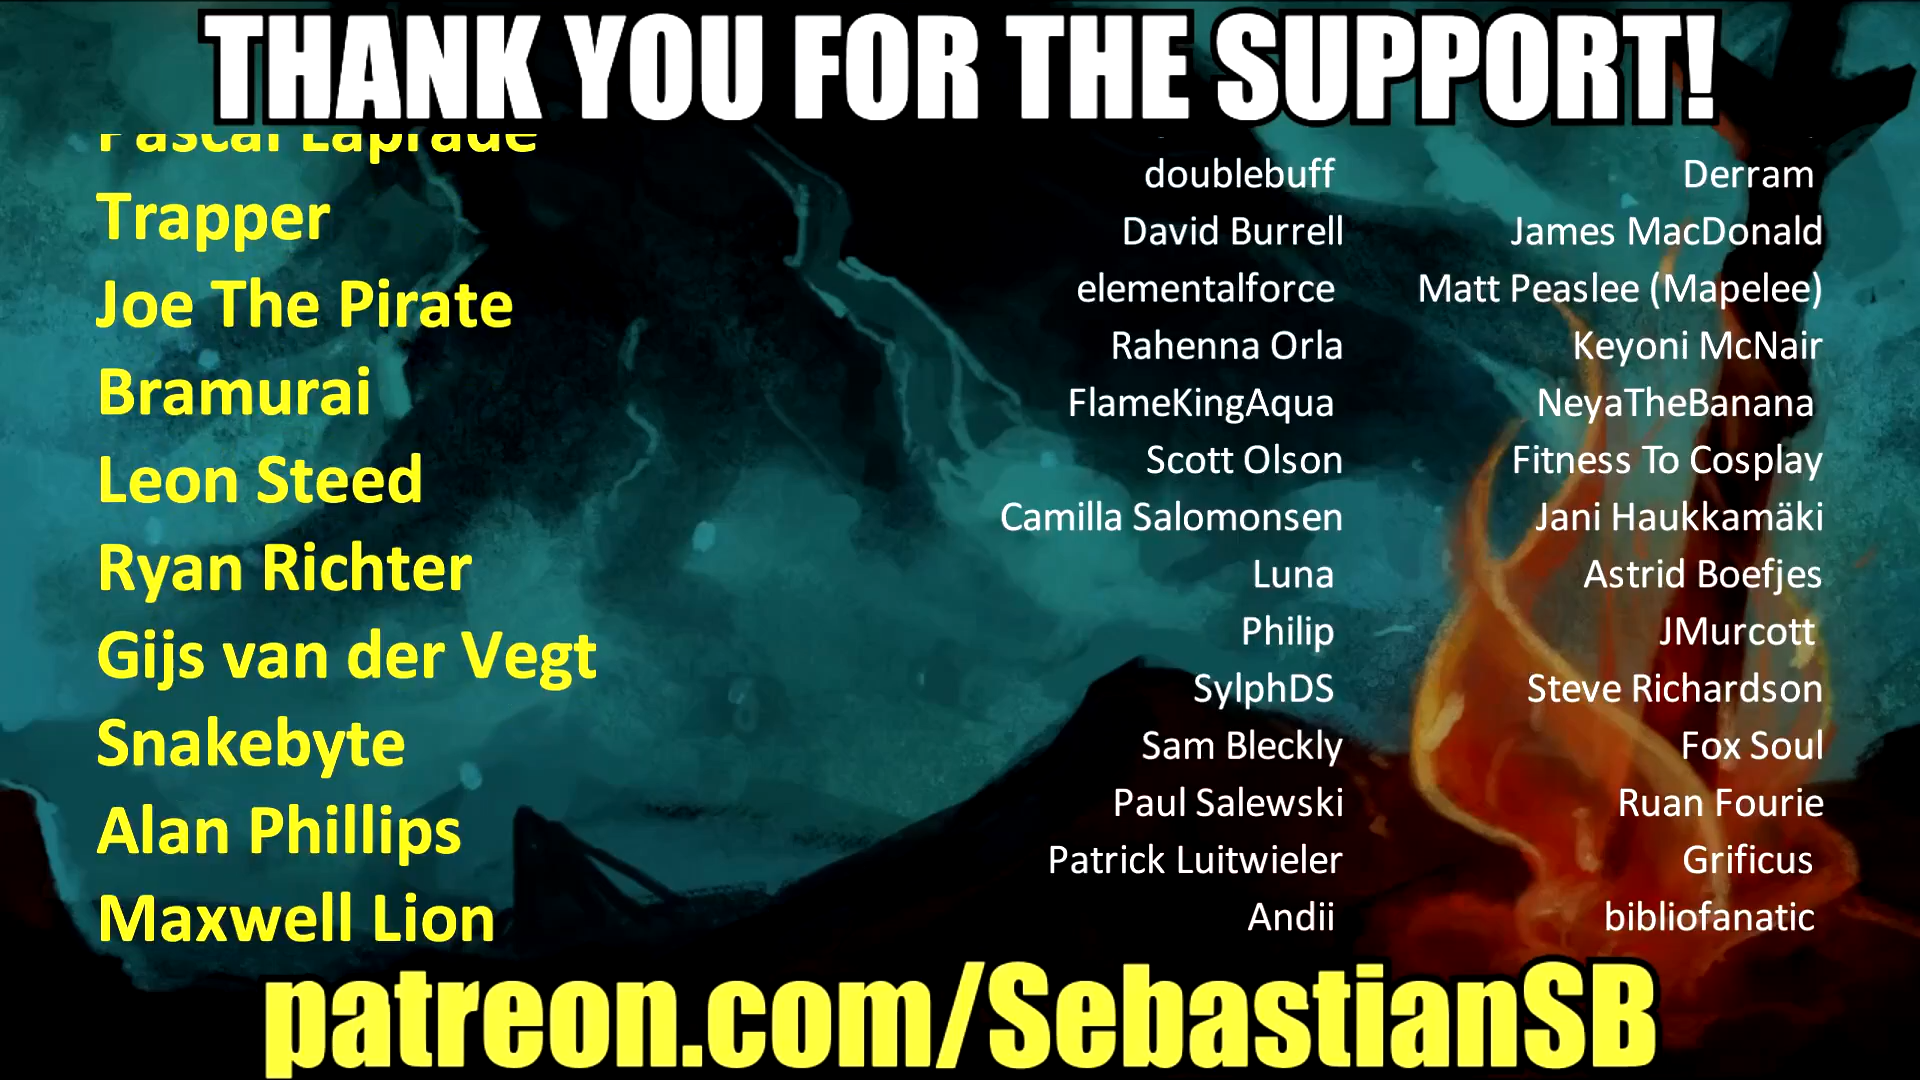 THANK YOU FOR THE SUPPORT!
Pascal Laprade
Trapper
Joe The Pirate
Bramurai
Leon Steed
Ryan Richter
Gijs van der Vegt
Snakebyte
Alan Phillips
Maxwell Lion
doublebuff
David Burrell
elementalforce
Rahenna Orla
FlameKingAqua
Scott Olson
Camilla Salomonsen
Luna
Philip
SylphDS
Sam Bleckly
Paul Salewski
Patrick Luitwieler
Andii
Derram
James MacDonald
Matt Peaslee (Mapelee)
Keyoni McNair
NeyaTheBanana
Fitness To Cosplay
Jani Haukkamäki
Astrid Boefjes
JMurcott
Steve Richardson
Fox Soul
Ruan Fourie
Grificus
bibliofanatic
patreon.com/SebastianSB